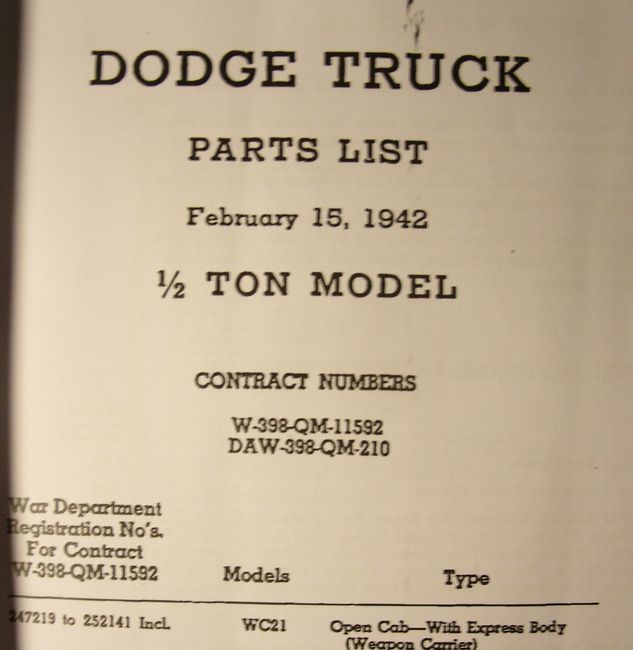 DODGE TRUCK
PARTS LIST
February 15, 1942
½ TON MODEL
CONTRACT NUMBERS
W-398-QM-11592
DAW-398-QM-210
War Department
Registration No's.
For Contract
W-398-QM-11592 Models Type
247219 to 252141 Incl. WC21 Open Cab—With Express Body
(Weapon Carrier)